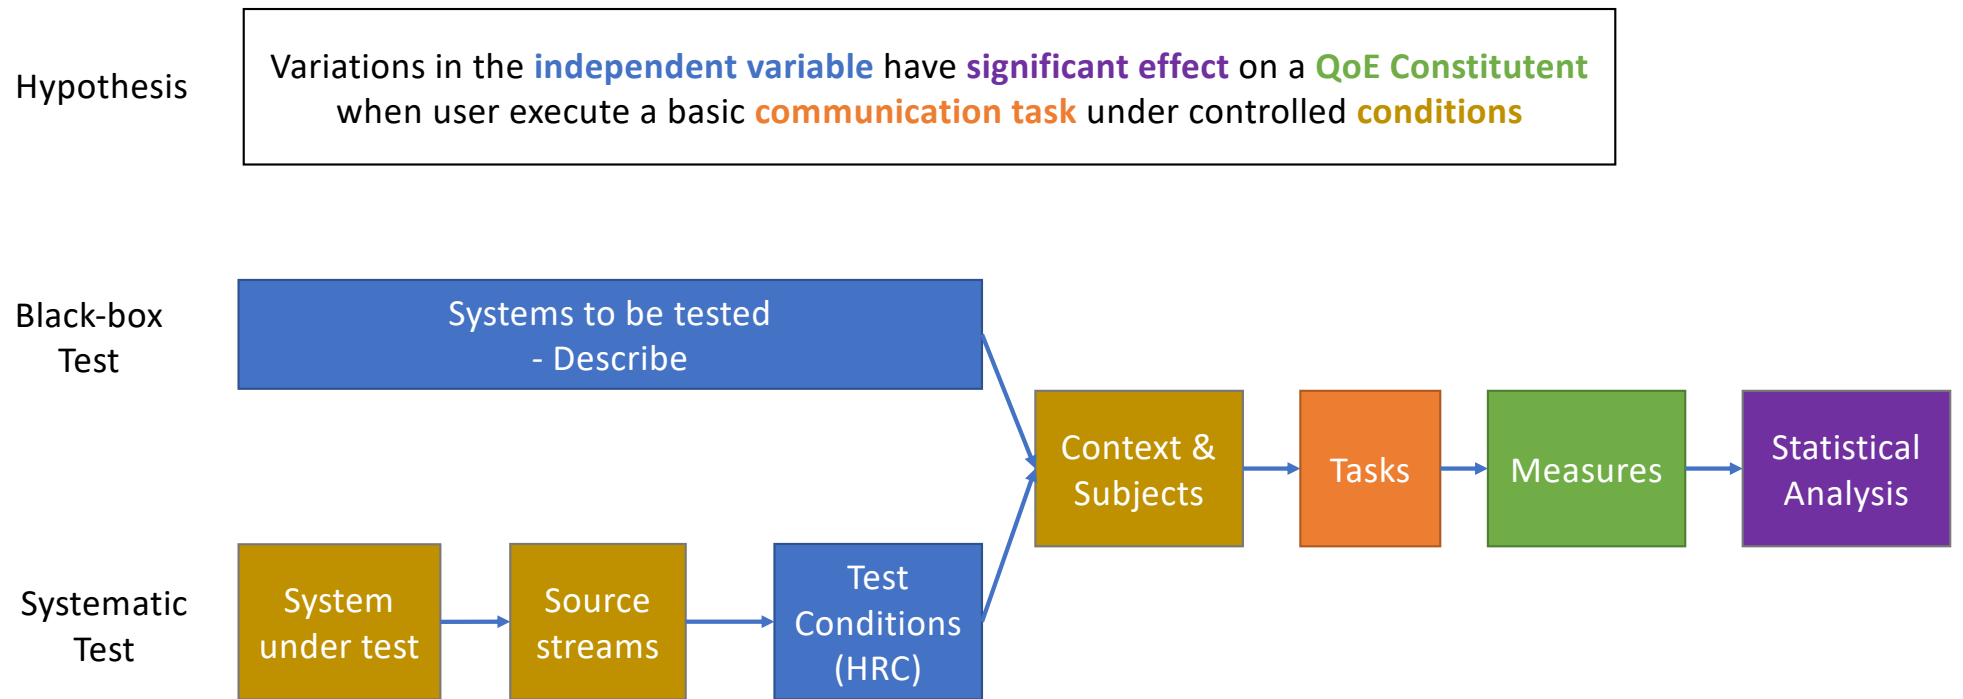 Hypothesis
Variations in the independent variable have significant effect on a QoE Constitutent
when user execute a basic communication task under controlled conditions
Black-box
Test
Systems to be tested
- Describe
Context &
Subjects
Tasks
Measures
Statistical
Analysis
Systematic
Test
System
under test
Source
streams
Test
Conditions
(HRC)